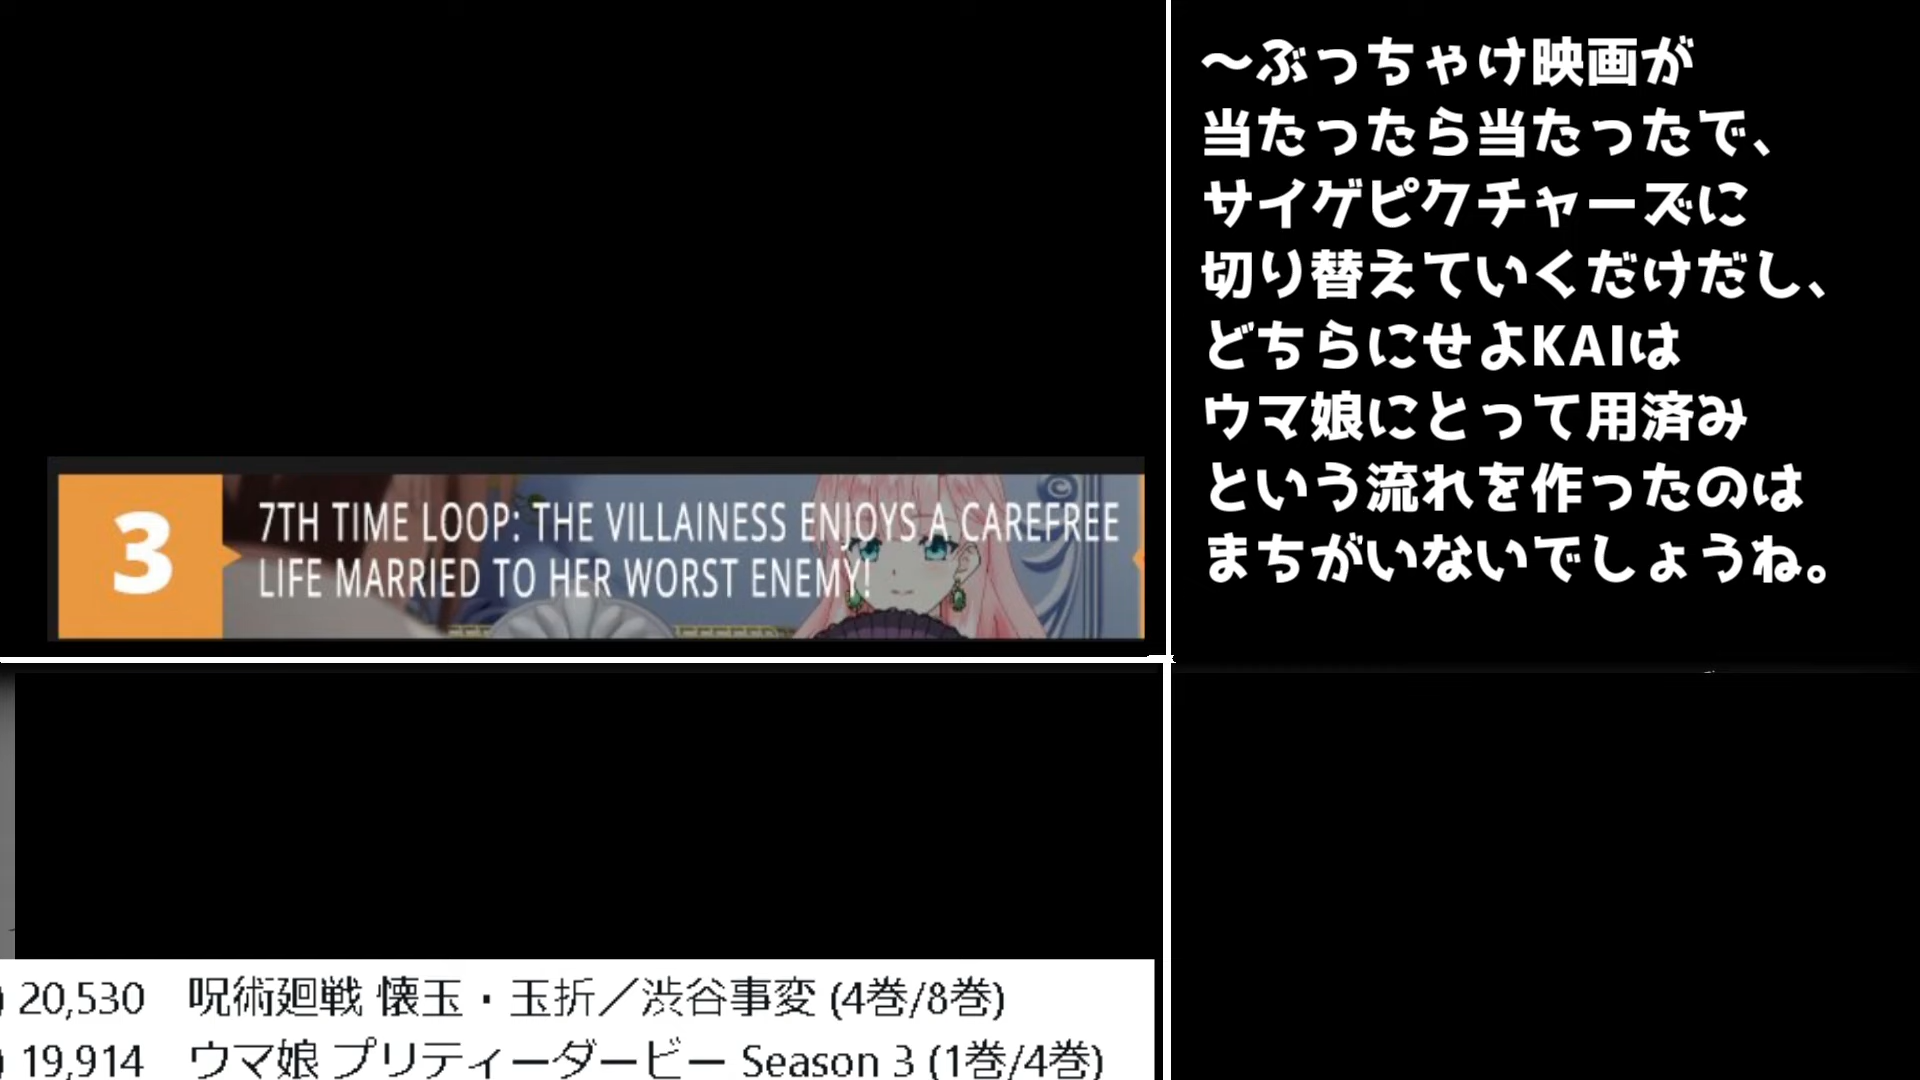 ～ぶっちゃけ映画が
当たったら当たったで、
サイゲピクチャーズに
切り替えていくだけだし、
どちらにせよKAIは
ウマ娘にとって用済み
という流れを作ったのは
まちがいないでしょうね。
3
7TH TIME LOOP: THE VILLAINESS ENJOYS A CAREFREE
LIFE MARRIED TO HER WORST ENEMY!
) 20,530 呪術廻戦 懐玉・玉折／渋谷事変 (4巻/8巻)
) 19,914 ウマ娘 プリティーダービー Season 3 (1巻/4巻)